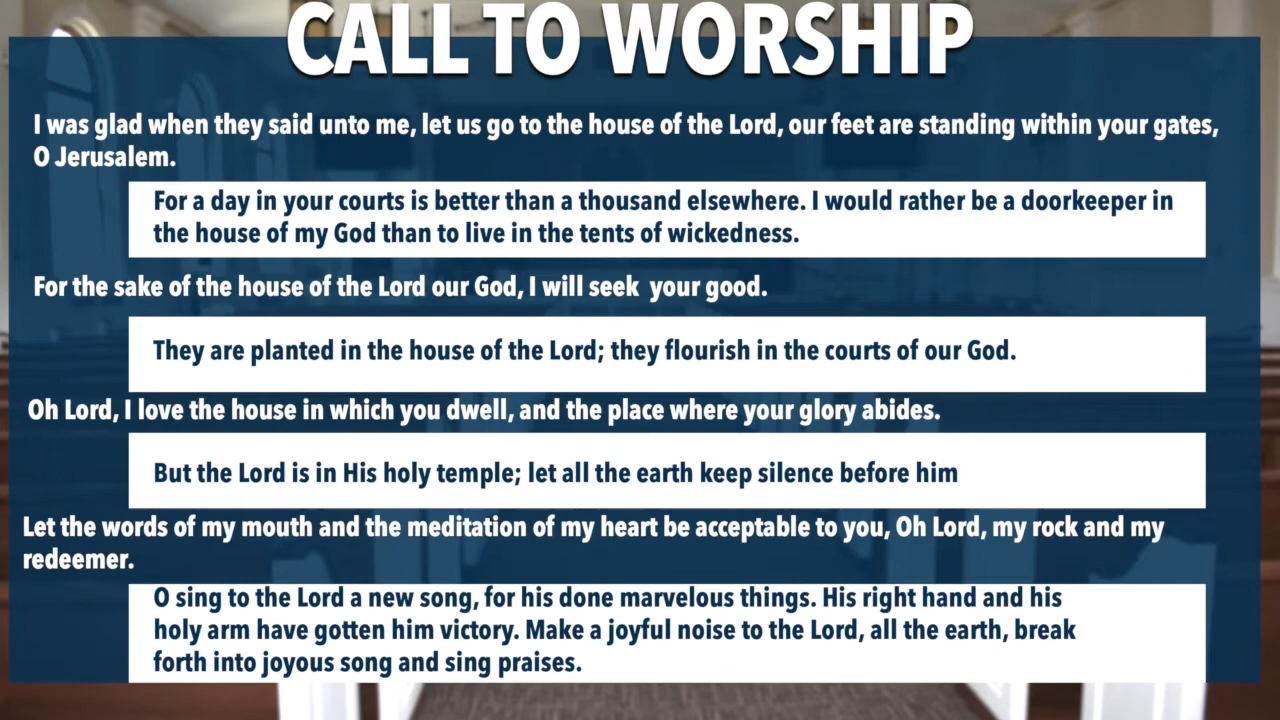 CALL TO WORSHIP
I was glad when they said unto me, let us go to the house of the Lord, our feet are standing within your gates,
O Jerusalem.
For a day in your courts is better than a thousand elsewhere. I would rather be a doorkeeper in
the house of my God than to live in the tents of wickedness.
For the sake of the house of the Lord our God, I will seek  your good.
They are planted in the house of the Lord; they flourish in the courts of our God.
Oh Lord, I love the house in which you dwell, and the place where your glory abides.
But the Lord is in His holy temple; let all the earth keep silence before him
Let the words of my mouth and the meditation of my heart be acceptable to you, Oh Lord, my rock and my
redeemer.
O sing to the Lord a new song, for his done marvelous things. His right hand and his
holy arm have gotten him victory. Make a joyful noise to the Lord, all the earth, break
forth into joyous song and sing praises.